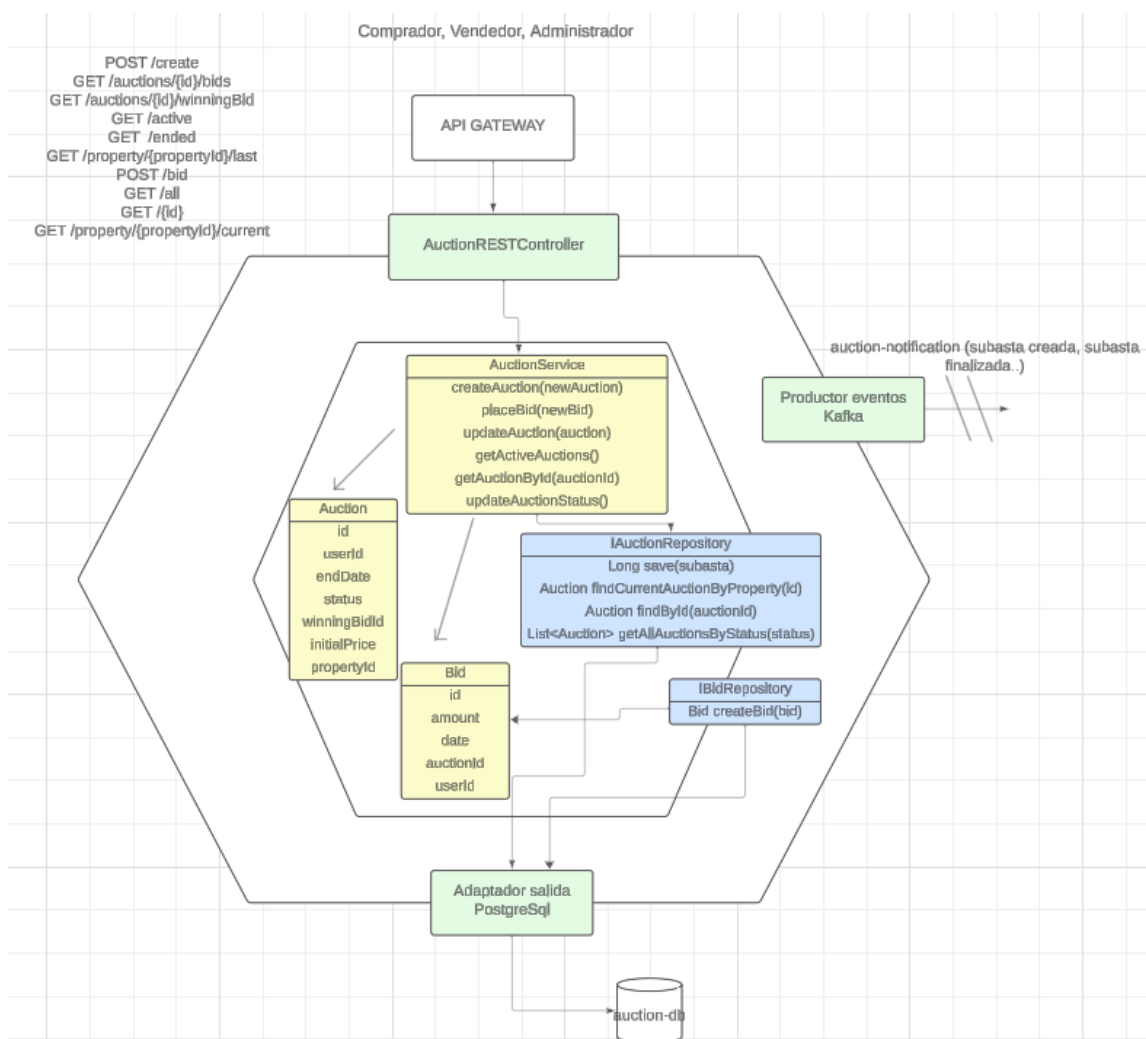 Comprador, Vendedor, Administrador
POST /create
GET /auctions/{id}/bids
GET /auctions/{id}/winningBid
GET /active
GET /ended
GET /property/{propertyId}/last
POST /bid
GET /all
GET /{id}
GET /property/{propertyId}/current
API GATEWAY
AuctionRESTController
AuctionService
createAuction(newAuction)
placeBid(newBid)
updateAuction(auction)
getActiveAuctions()
getAuctionById(auctionId)
updateAuctionStatus()
auction-notification (subasta creada, subasta
finalizada..)
Productor eventos
Kafka
Auction
id
userId
endDate
status
winningBidId
initialPrice
propertyId
IAuctionRepository
Long save(subasta)
Auction findCurrentAuctionByProperty(id)
Auction findById(auctionId)
List<Auction> getAllAuctionsByStatus(status)
Bid
id
amount
date
auctionId
userId
IBidRepository
Bid createBid(bid)
Adaptador salida
PostgreSql
auction-db